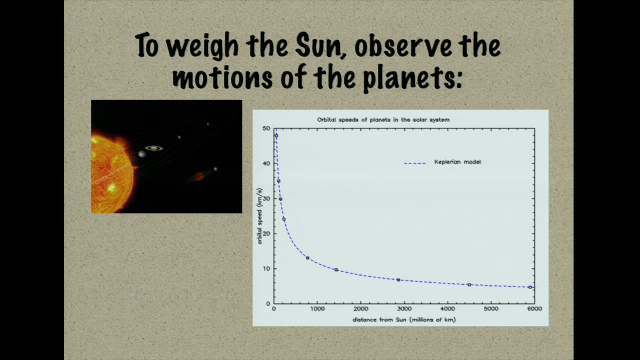 To weigh the Sun, observe the
motions of the planets:
Orbital speeds of planets in the solar system
50
40
30
20
10
0
orbital speed (km/s)
Keplerian model
0 1000 2000 3000 4000 5000 6000
distance from Sun (millions of km)